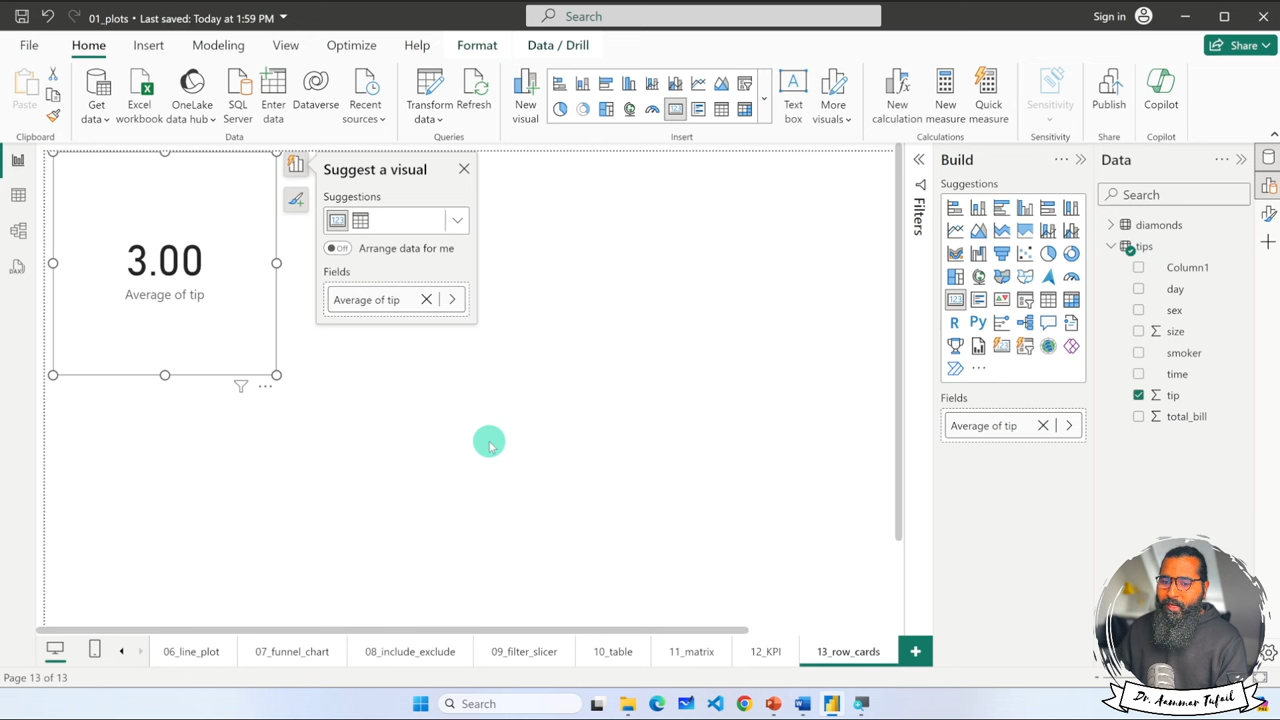 01_plots • Last saved: Today at 1:59 PM
Search
Sign in
File
Home
Insert
Modeling
View
Optimize
Help
Format
Data / Drill
Share
Paste
Get data
Excel workbook
OneLake data hub
SQL Server
Enter data
Dataverse
Recent sources
Transform data
Refresh
New visual
Text box
More visuals
New calculation
New measure
Quick measure
Sensitivity
Publish
Copilot
Clipboard
Data
Queries
Insert
Calculations
Sensitivity
Share
Copilot
3.00
Average of tip
Suggest a visual
Suggestions
123
Off
Arrange data for me
Fields
Average of tip
Filters
Build
Suggestions
123
R
Py
Fields
Average of tip
Data
Search
diamonds
tips
Column1
day
sex
size
smoker
time
tip
total_bill
06_line_plot
07_funnel_chart
08_include_exclude
09_filter_slicer
10_table
11_matrix
12_KPI
13_row_cards
Page 13 of 13
Search
Dr. Aammar Tufail